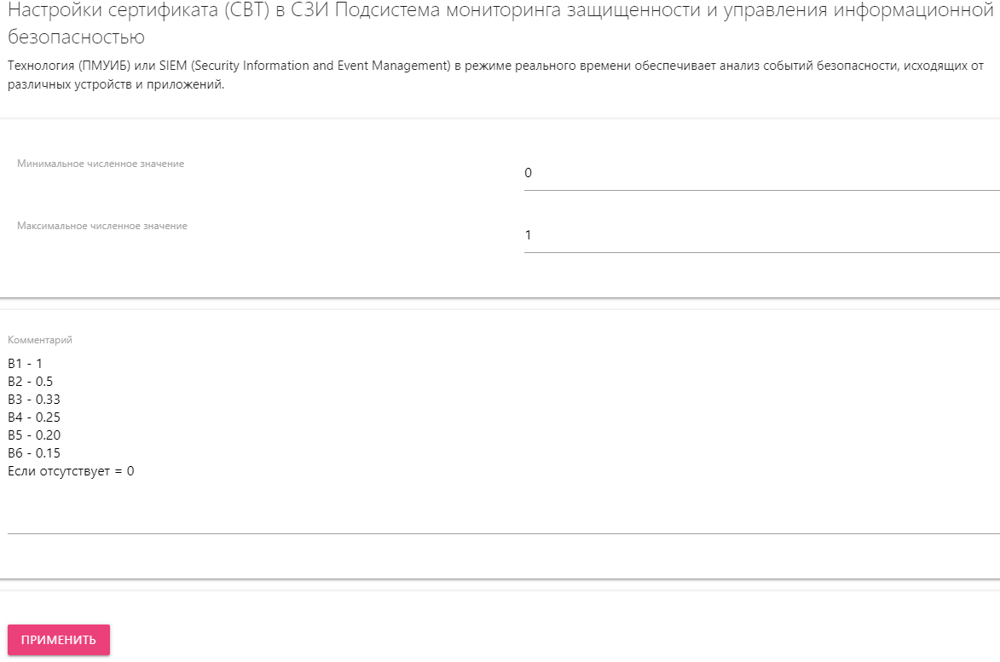 Настройки сертификата (СВТ) в СЗИ Подсистема мониторинга защищенности и управления информационной
безопасностью
Технология (ПМУИБ) или SIEM (Security Information and Event Management) в режиме реального времени обеспечивает анализ событий безопасности, исходящих от
различных устройств и приложений.
Минимальное численное значение
0
Максимальное численное значение
1
Комментарий
В1 - 1
В2 - 0.5
В3 - 0.33
В4 - 0.25
В5 - 0.20
В6 - 0.15
Если отсутствует = 0
ПРИМЕНИТЬ